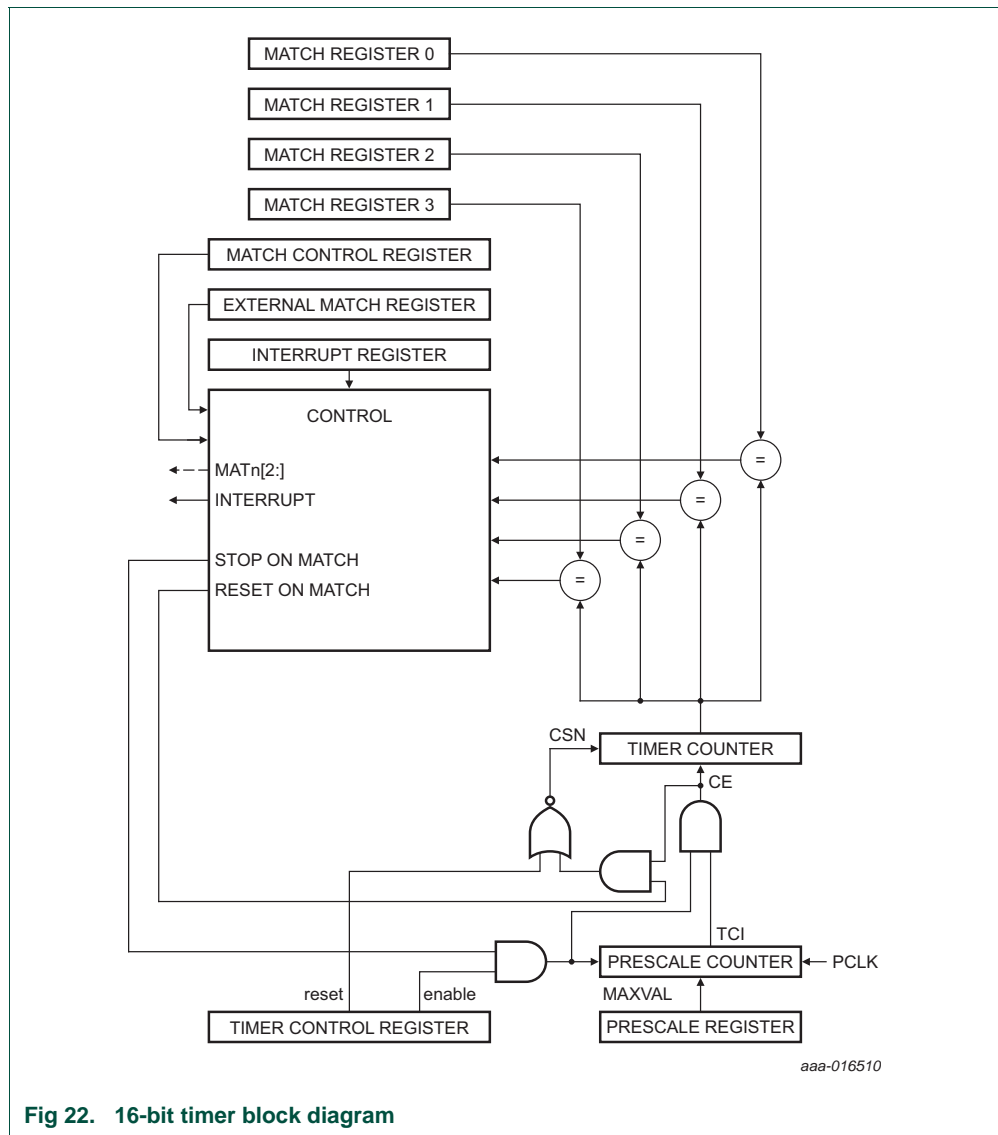 MATCH REGISTER 0
MATCH REGISTER 1
MATCH REGISTER 2
MATCH REGISTER 3
MATCH CONTROL REGISTER
EXTERNAL MATCH REGISTER
INTERRUPT REGISTER
CONTROL
MATn[2:]
INTERRUPT
STOP ON MATCH
RESET ON MATCH
=
=
=
=
CSN
TIMER COUNTER
CE
TCI
PRESCALE COUNTER
PCLK
reset
enable
MAXVAL
TIMER CONTROL REGISTER
PRESCALE REGISTER
aaa-016510
Fig 22. 16-bit timer block diagram